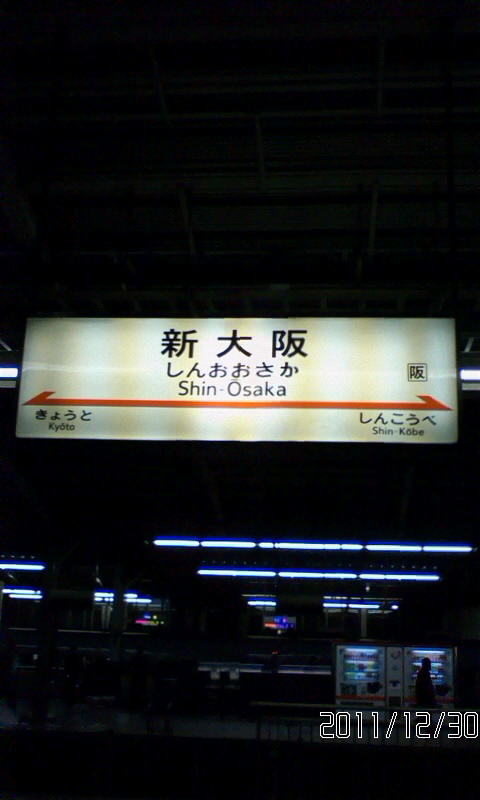 新大阪
しんおおさか
阪
Shin-Ōsaka
きょうと
しんこうべ
Kyōto
Shin-Kōbe
2011/12/30